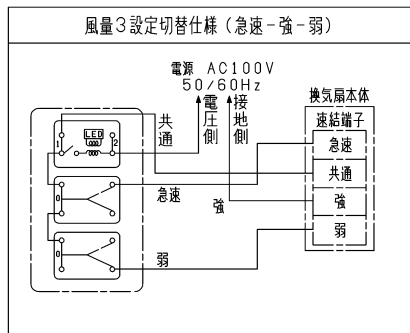 風量3設定切替仕様(急速-強-弱)
電源 AC100V
50/60Hz
電圧側
接地側
換気扇本体
速結端子
急速
共通
強
弱
共通
LED
1
2
0
急速
強
0
弱